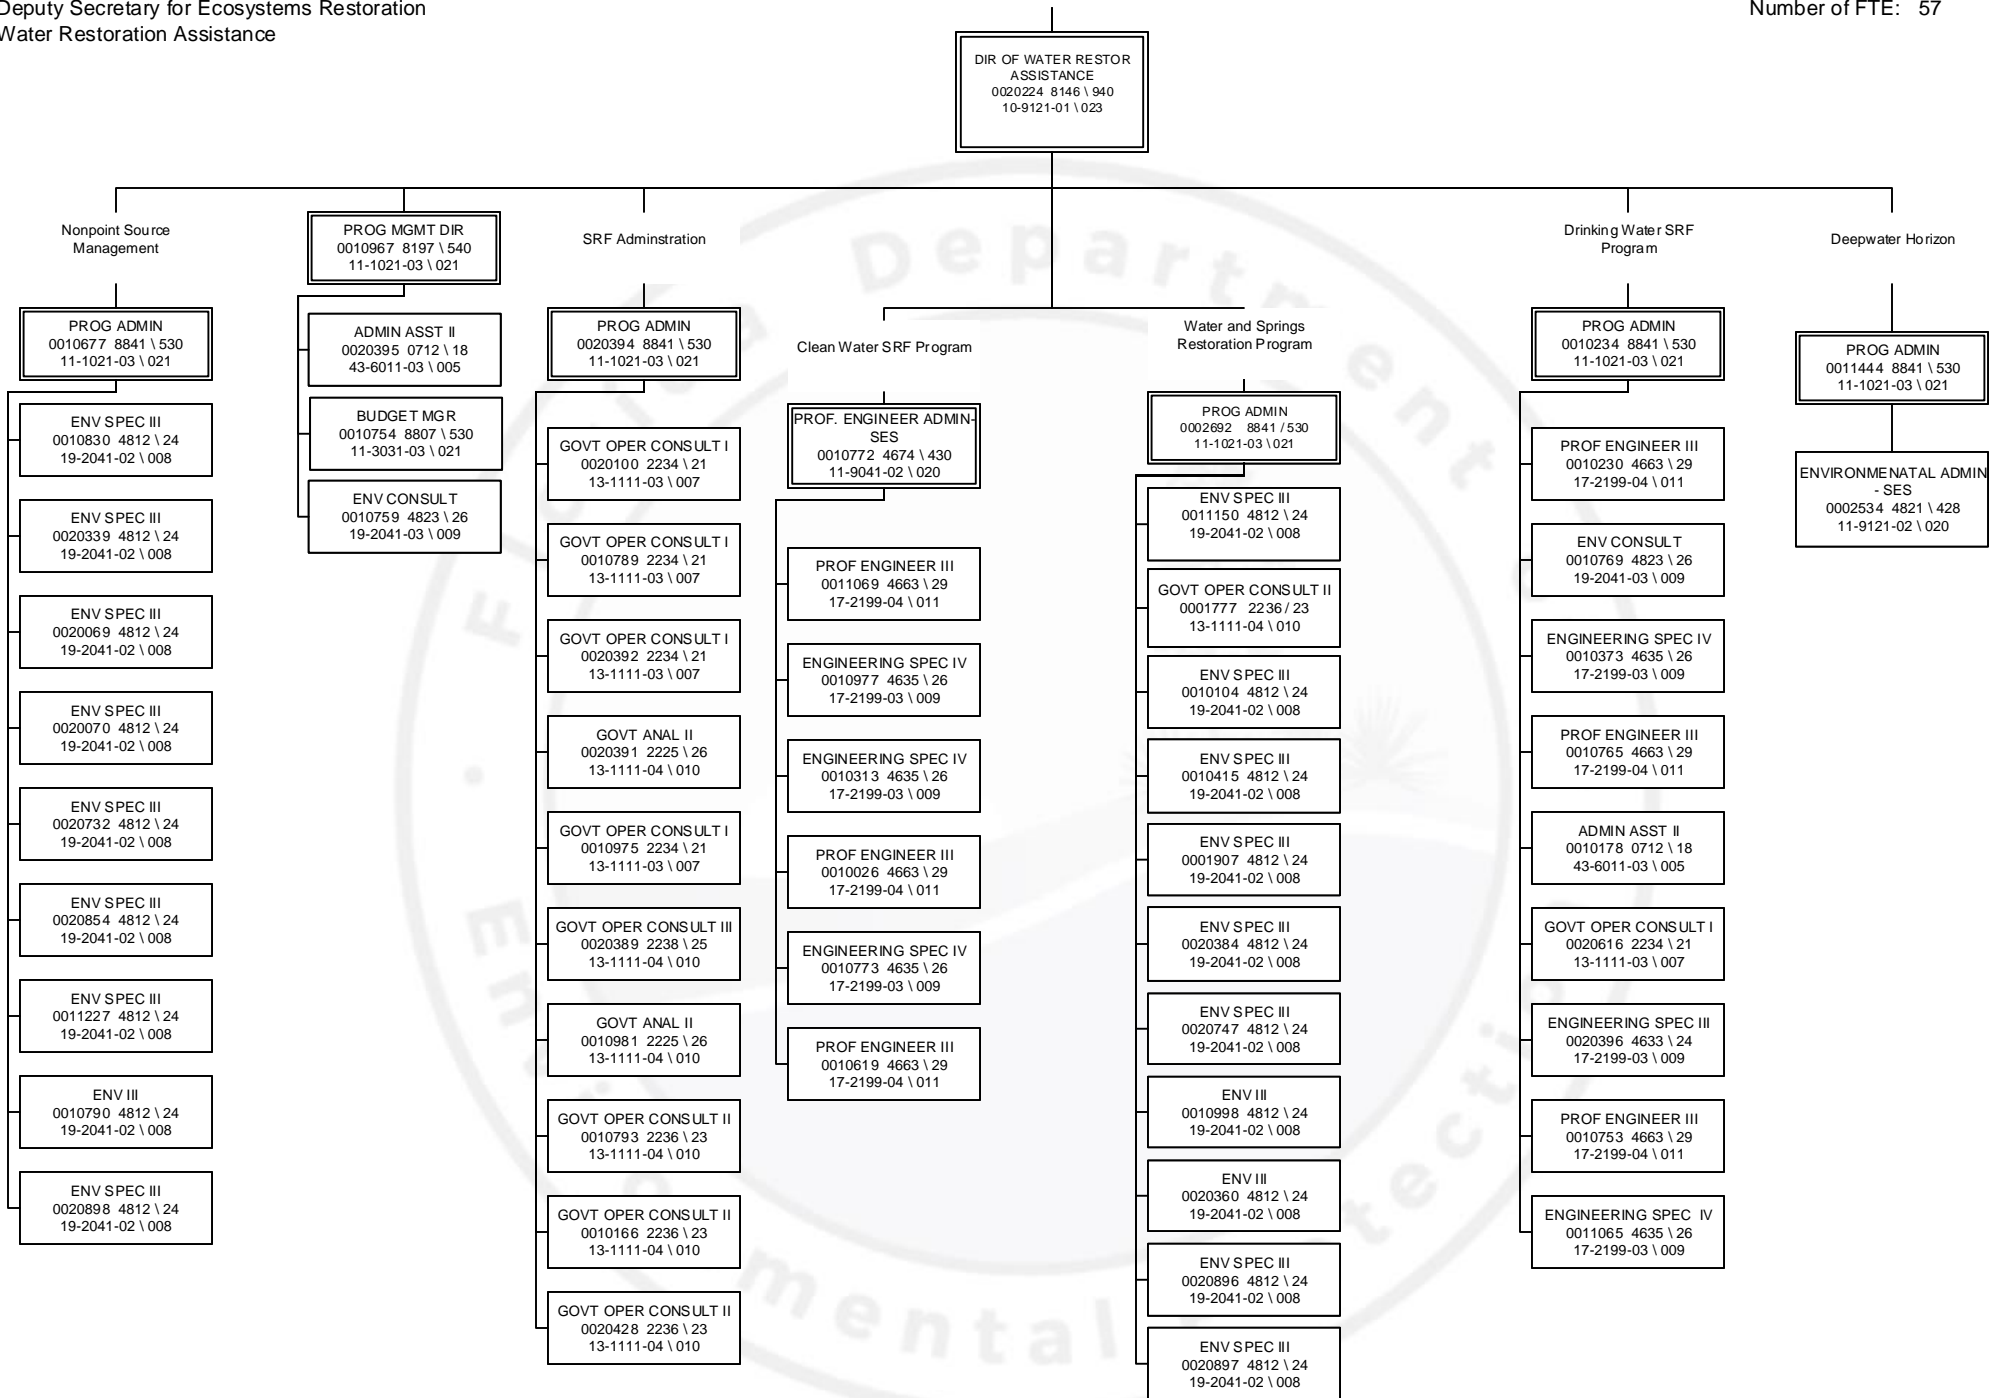 Deputy Secretary for Ecosystems Restoration
Water Restoration Assistance
Number of FTE: 57
DIR OF WATER RESTOR
ASSISTANCE
0020224 8146 \ 940
10-9121-01 \ 023
Nonpoint Source
Management
PROG ADMIN
0010677 8841 \ 530
11-1021-03 \ 021
ENV SPEC III
0010830 4812 \ 24
19-2041-02 \ 008
ENV SPEC III
0020339 4812 \ 24
19-2041-02 \ 008
ENV SPEC III
0020069 4812 \ 24
19-2041-02 \ 008
ENV SPEC III
0020070 4812 \ 24
19-2041-02 \ 008
ENV SPEC III
0020732 4812 \ 24
19-2041-02 \ 008
ENV SPEC III
0020854 4812 \ 24
19-2041-02 \ 008
ENV SPEC III
0011227 4812 \ 24
19-2041-02 \ 008
ENV III
0010790 4812 \ 24
19-2041-02 \ 008
ENV SPEC III
0020898 4812 \ 24
19-2041-02 \ 008
PROG MGMT DIR
0010967 8197 \ 540
11-1021-03 \ 021
ADMIN ASST II
0020395 0712 \ 18
43-6011-03 \ 005
BUDGET MGR
0010754 8807 \ 530
11-3031-03 \ 021
ENV CONSULT
0010759 4823 \ 26
19-2041-03 \ 009
SRF Adminstration
PROG ADMIN
0020394 8841 \ 530
11-1021-03 \ 021
GOVT OPER CONSULT I
0020100 2234 \ 21
13-1111-03 \ 007
GOVT OPER CONSULT I
0010789 2234 \ 21
13-1111-03 \ 007
GOVT OPER CONSULT I
0020392 2234 \ 21
13-1111-03 \ 007
GOVT ANAL II
0020391 2225 \ 26
13-1111-04 \ 010
GOVT OPER CONSULT I
0010975 2234 \ 21
13-1111-03 \ 007
GOVT OPER CONSULT III
0020389 2238 \ 25
13-1111-04 \ 010
GOVT ANAL II
0010981 2225 \ 26
13-1111-04 \ 010
GOVT OPER CONSULT II
0010793 2236 \ 23
13-1111-04 \ 010
GOVT OPER CONSULT II
0010166 2236 \ 23
13-1111-04 \ 010
GOVT OPER CONSULT II
0020428 2236 \ 23
13-1111-04 \ 010
Clean Water SRF Program
PROF. ENGINEER ADMIN-
SES
0010772 4674 \ 430
11-9041-02 \ 020
PROF ENGINEER III
0011069 4663 \ 29
17-2199-04 \ 011
ENGINEERING SPEC IV
0010977 4635 \ 26
17-2199-03 \ 009
ENGINEERING SPEC IV
0010313 4635 \ 26
17-2199-03 \ 009
PROF ENGINEER III
0010026 4663 \ 29
17-2199-04 \ 011
ENGINEERING SPEC IV
0010773 4635 \ 26
17-2199-03 \ 009
PROF ENGINEER III
0010619 4663 \ 29
17-2199-04 \ 011
Water and Springs
Restoration Program
PROG ADMIN
0002692 8841 / 530
11-1021-03 \ 021
ENV SPEC III
0011150 4812 \ 24
19-2041-02 \ 008
GOVT OPER CONSULT II
0001777 2236 / 23
13-1111-04 \ 010
ENV SPEC III
0010104 4812 \ 24
19-2041-02 \ 008
ENV SPEC III
0010415 4812 \ 24
19-2041-02 \ 008
ENV SPEC III
0001907 4812 \ 24
19-2041-02 \ 008
ENV SPEC III
0020384 4812 \ 24
19-2041-02 \ 008
ENV SPEC III
0020747 4812 \ 24
19-2041-02 \ 008
ENV III
0010998 4812 \ 24
19-2041-02 \ 008
ENV III
0020360 4812 \ 24
19-2041-02 \ 008
ENV SPEC III
0020896 4812 \ 24
19-2041-02 \ 008
ENV SPEC III
0020897 4812 \ 24
19-2041-02 \ 008
Drinking Water SRF
Program
PROG ADMIN
0010234 8841 \ 530
11-1021-03 \ 021
PROF ENGINEER III
0010230 4663 \ 29
17-2199-04 \ 011
ENV CONSULT
0010769 4823 \ 26
19-2041-03 \ 009
ENGINEERING SPEC IV
0010373 4635 \ 26
17-2199-03 \ 009
PROF ENGINEER III
0010765 4663 \ 29
17-2199-04 \ 011
ADMIN ASST II
0010178 0712 \ 18
43-6011-03 \ 005
GOVT OPER CONSULT I
0020616 2234 \ 21
13-1111-03 \ 007
ENGINEERING SPEC III
0020396 4633 \ 24
17-2199-03 \ 009
PROF ENGINEER III
0010753 4663 \ 29
17-2199-04 \ 011
ENGINEERING SPEC IV
0011065 4635 \ 26
17-2199-03 \ 009
Deepwater Horizon
PROG ADMIN
0011444 8841 \ 530
11-1021-03 \ 021
ENVIRONMENATAL ADMIN
- SES
0002534 4821 \ 428
11-9121-02 \ 020